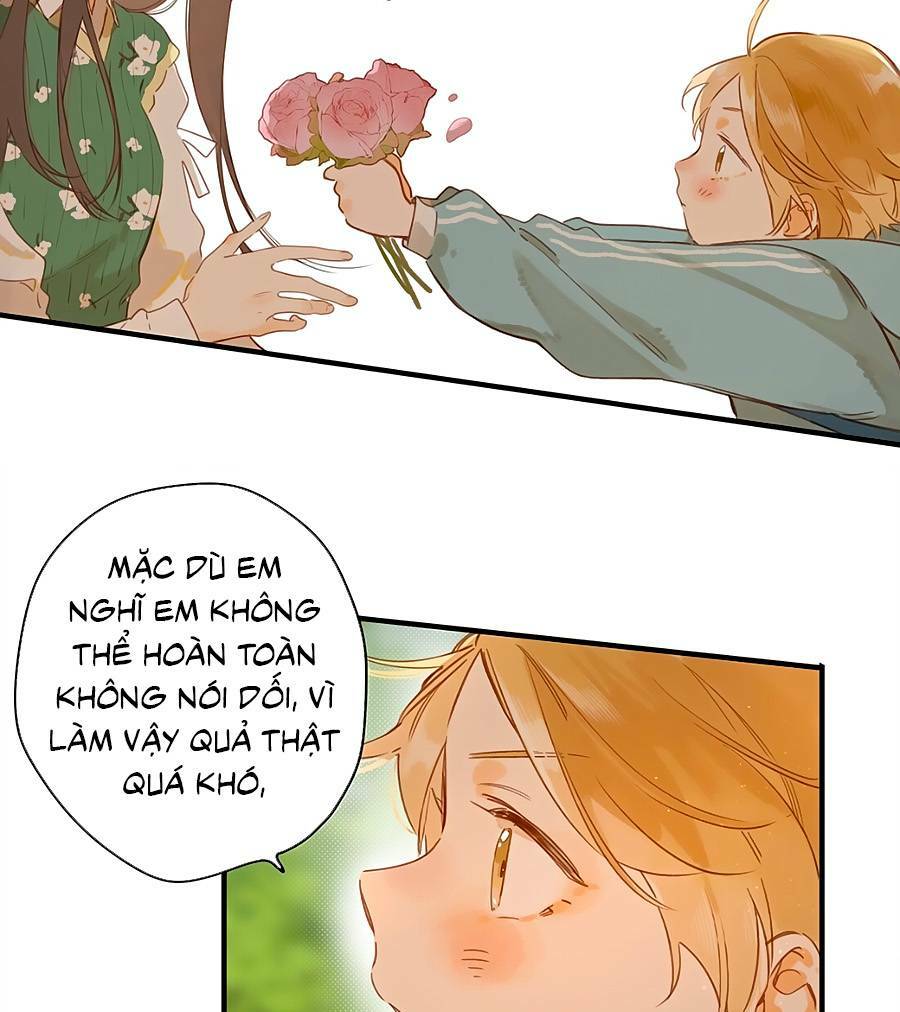 MẶC DÙ EM
NGHĨ EM KHÔNG
THỂ HOÀN TOÀN
KHÔNG NÓI DỐI, VÌ
LÀM VẬY QUẢ THẬT
QUÁ KHÓ,